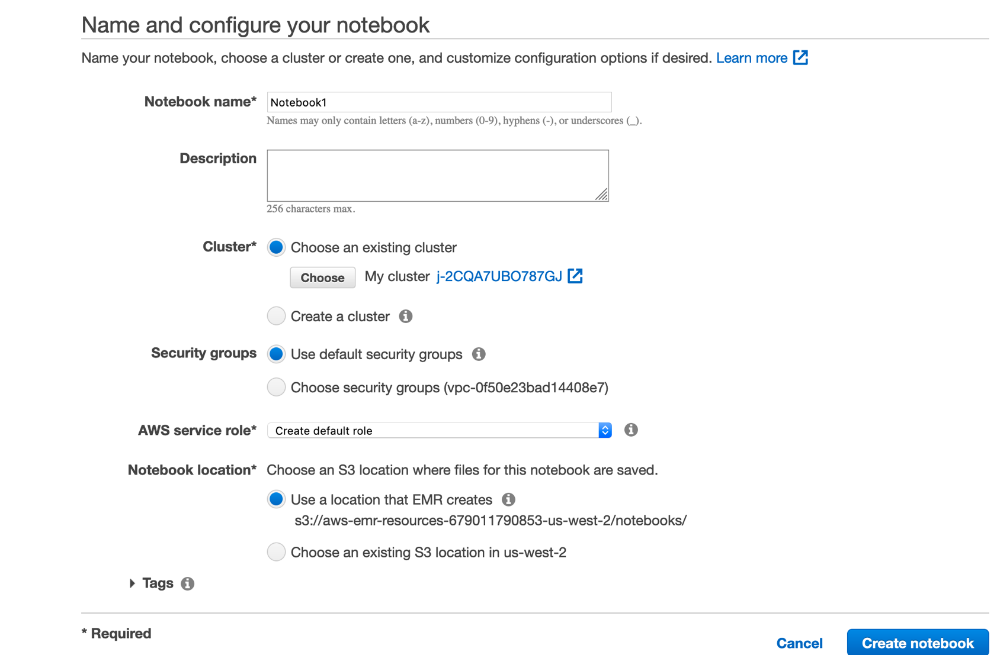 Name and configure your notebook
Name your notebook, choose a cluster or create one, and customize configuration options if desired. Learn more
Notebook name* Notebook1
Names may only contain letters (a-z), numbers (0-9), hyphens (-), or underscores (_).
Description
256 characters max.
Cluster* Choose an existing cluster
Choose My cluster j-2CQA7UBO787GJ
Create a cluster
Security groups Use default security groups
Choose security groups (vpc-0f50e23bad14408e7)
AWS service role* Create default role
Notebook location* Choose an S3 location where files for this notebook are saved.
Use a location that EMR creates
s3://aws-emr-resources-679011790853-us-west-2/notebooks/
Choose an existing S3 location in us-west-2
Tags
* Required
Cancel Create notebook